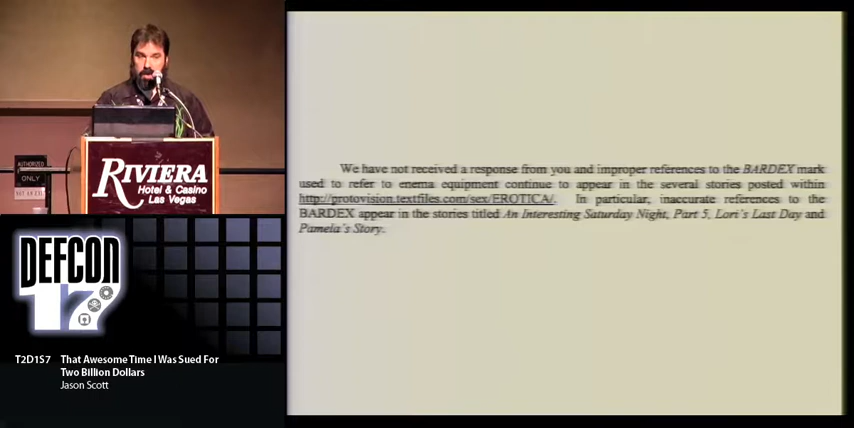 AUTHORIZED
ONLY
RIVIERA
Hotel & Casino
Las Vegas
DEFCON
17
T2D1S7 That Awesome Time I Was Sued For
Two Billion Dollars
Jason Scott
We have not received a response from you and improper references to the BARDEX mark
used to refer to enema equipment continue to appear in the several stories posted within
http://protovision.textfiles.com/sex/EROTICA/. In particular, inaccurate references to the
BARDEX appear in the stories titled An Interesting Saturday Night, Part 5, Lori's Last Day and
Pamela's Story.